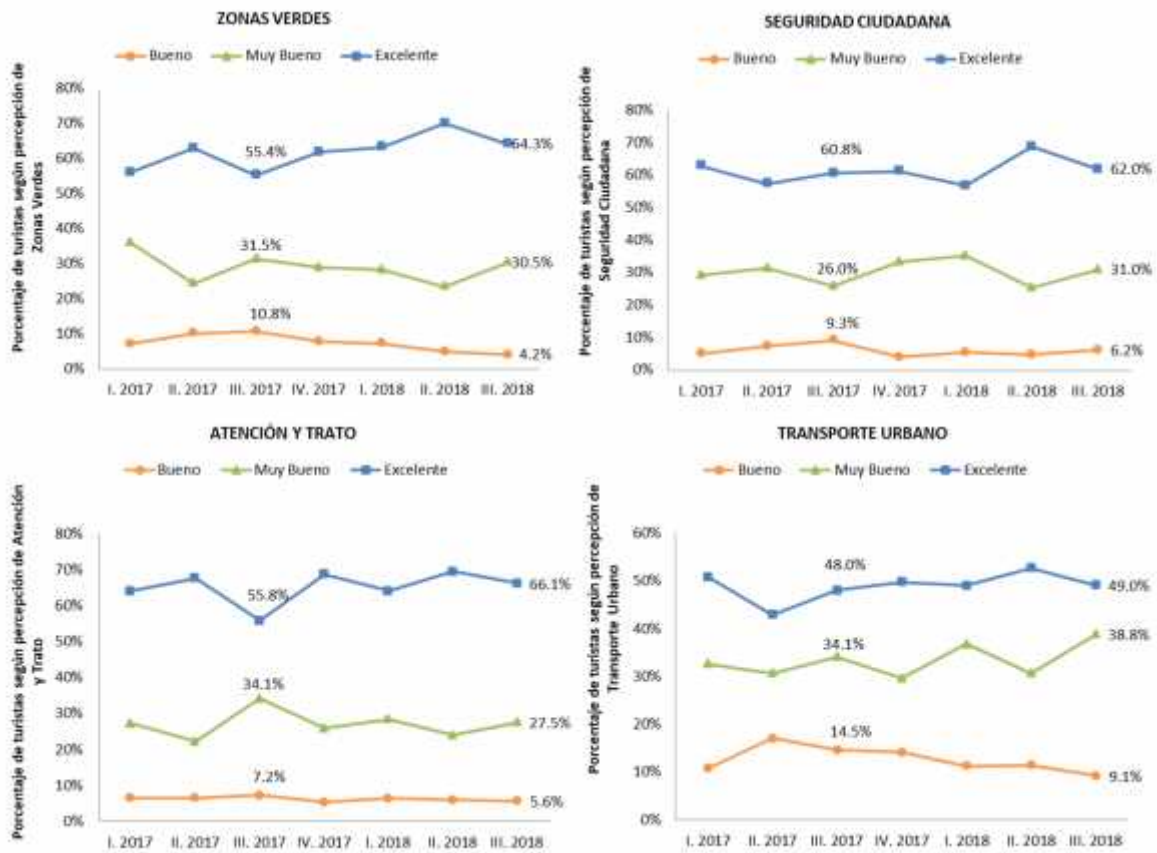 ZONAS VERDES
Bueno Muy Bueno Excelente
Porcentaje de turistas según percepción de
Zonas Verdes
80%
70%
60%
50%
40%
30%
20%
10%
0%
55.4%
64.3%
31.5%
30.5%
10.8%
4.2%
I. 2017 II. 2017 III. 2017 IV. 2017 I. 2018 II. 2018 III. 2018
SEGURIDAD CIUDADANA
Bueno Muy Bueno Excelente
Porcentaje de turistas según percepción de
Seguridad Ciudadana
80%
70%
60%
50%
40%
30%
20%
10%
0%
60.8%
62.0%
26.0%
31.0%
9.3%
6.2%
I. 2017 II. 2017 III. 2017 IV. 2017 I. 2018 II. 2018 III. 2018
ATENCIÓN Y TRATO
Bueno Muy Bueno Excelente
Porcentaje de turistas según percepción de Atención
y Trato
80%
70%
60%
50%
40%
30%
20%
10%
0%
55.8%
66.1%
34.1%
27.5%
7.2%
5.6%
I. 2017 II. 2017 III. 2017 IV. 2017 I. 2018 II. 2018 III. 2018
TRANSPORTE URBANO
Bueno Muy Bueno Excelente
Porcentaje de turistas según percepción de
Transporte Urbano
60%
50%
40%
30%
20%
10%
0%
48.0%
49.0%
34.1%
38.8%
14.5%
9.1%
I. 2017 II. 2017 III. 2017 IV. 2017 I. 2018 II. 2018 III. 2018